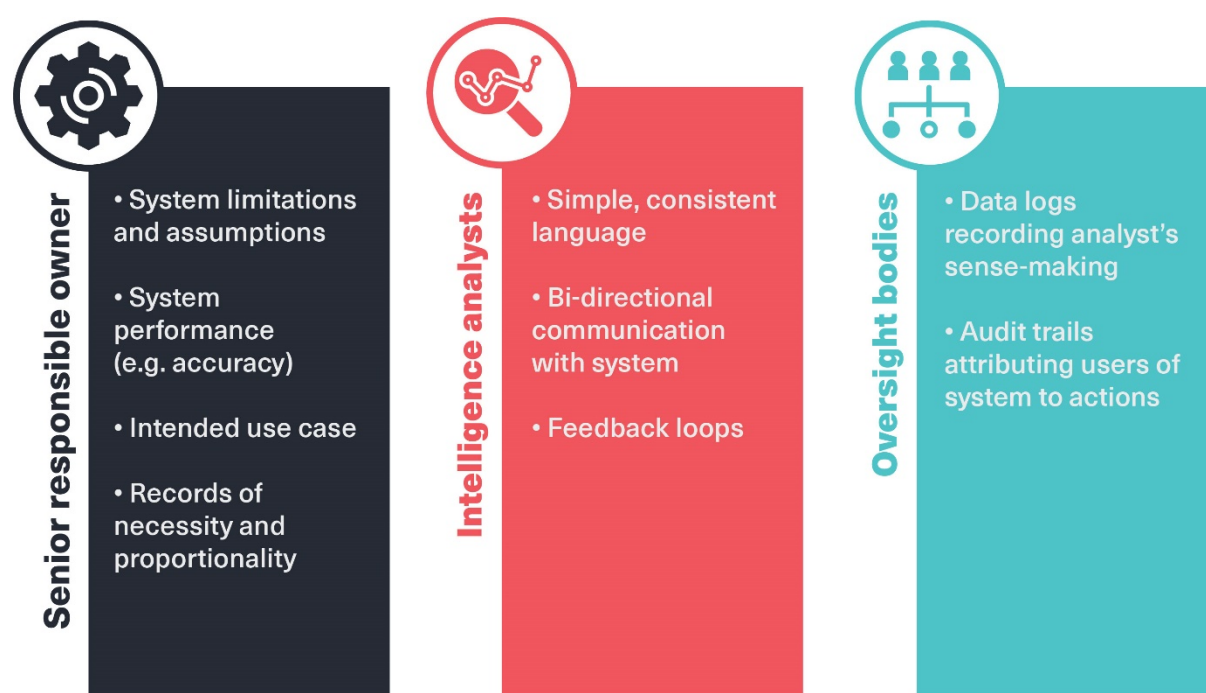 Senior responsible owner
• System limitations
and assumptions
• System
performance
(e.g. accuracy)
• Intended use case
• Records of
necessity and
proportionality
Intelligence analysts
• Simple, consistent
language
• Bi-directional
communication
with system
• Feedback loops
Oversight bodies
• Data logs
recording analyst's
sense-making
• Audit trails
attributing users of
system to actions